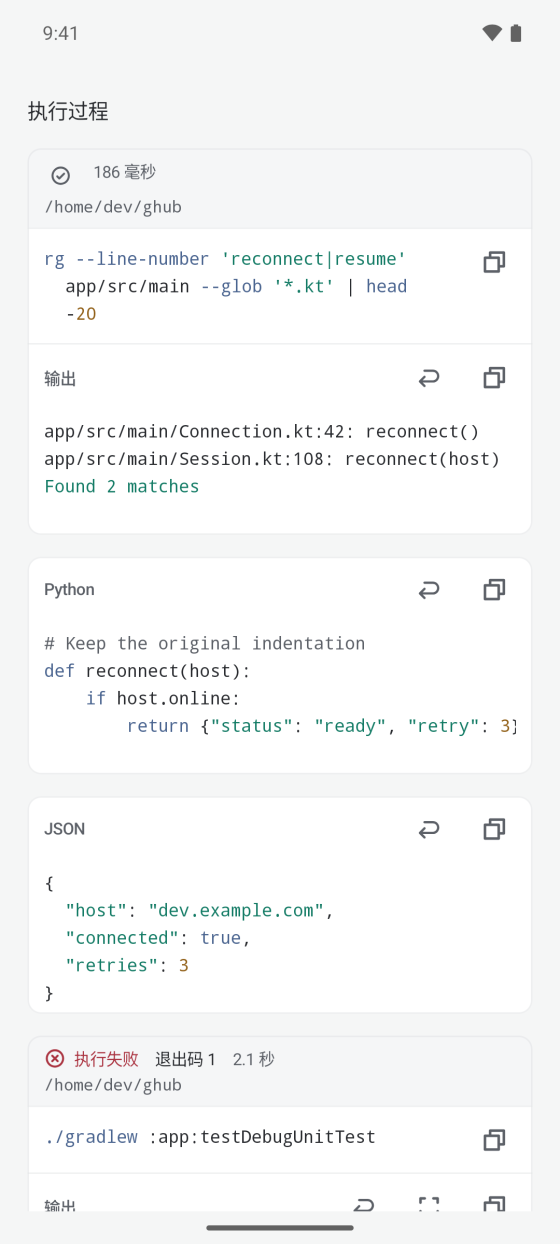 9:41
执行过程
186 毫秒
/home/dev/ghub
rg --line-number 'reconnect|resume'
  app/src/main --glob '*.kt' | head
  -20
输出
app/src/main/Connection.kt:42: reconnect()
app/src/main/Session.kt:108: reconnect(host)
Found 2 matches
Python
# Keep the original indentation
def reconnect(host):
    if host.online:
        return {"status": "ready", "retry": 3}
JSON
{
  "host": "dev.example.com",
  "connected": true,
  "retries": 3
}
执行失败 退出码 1 2.1 秒
/home/dev/ghub
./gradlew :app:testDebugUnitTest
输出